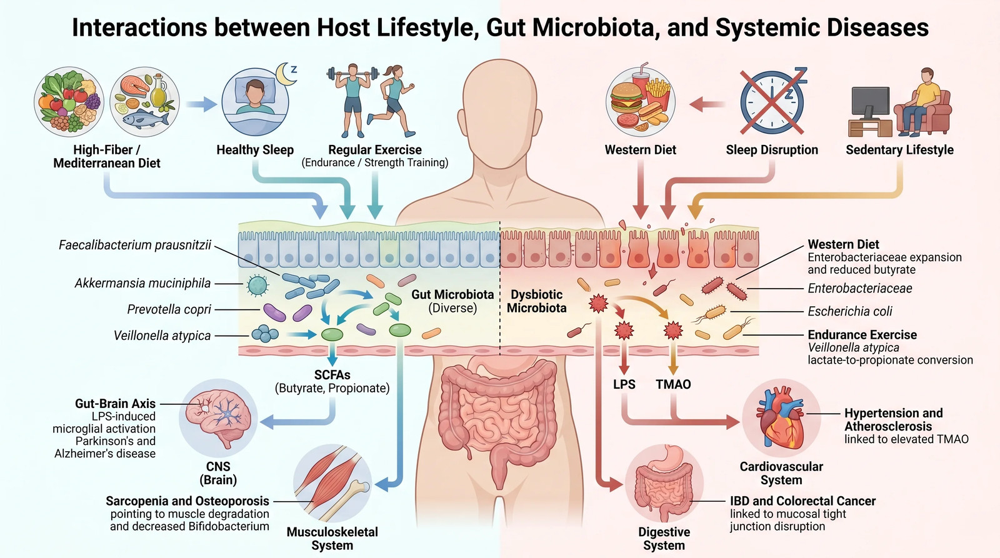 Interactions between Host Lifestyle, Gut Microbiota, and Systemic Diseases
z
High-Fiber /
Mediterranean Diet
Healthy Sleep
Regular Exercise
(Endurance / Strength Training)
Western Diet
Z
z
Sleep Disruption
Sedentary Lifestyle
Faecalibacterium prausnitzii
Akkermansia muciniphila
Prevotella copri
Veillonella atypica
Gut Microbiota
(Diverse)
Dysbiotic
Microbiota
Western Diet
Enterobacteriaceae expansion
and reduced butyrate
Enterobacteriaceae
Escherichia coli
Endurance Exercise
Veillonella atypica
lactate-to-propionate conversion
SCFAs
(Butyrate, Propionate)
LPS
TMAO
Gut-Brain Axis
LPS-induced
microglial activation
Parkinson's and
Alzheimer's disease
CNS
(Brain)
Hypertension and
Atherosclerosis
linked to elevated TMAO
Cardiovascular
System
Sarcopenia and Osteoporosis
pointing to muscle degradation
and decreased Bifidobacterium
Musculoskeletal
System
IBD and Colorectal Cancer
linked to mucosal tight
junction disruption
Digestive
System